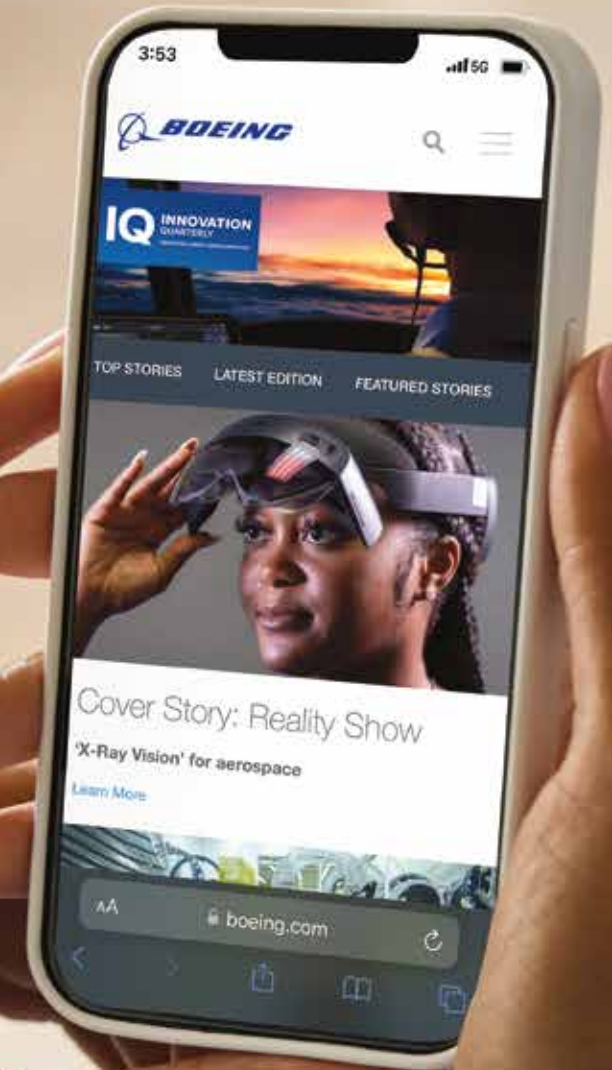 3:53
5G
BOEING
IQ INNOVATION
QUARTERLY
TOP STORIES LATEST EDITION FEATURED STORIES
Cover Story: Reality Show
'X-Ray Vision' for aerospace
Learn More
AA boeing.com